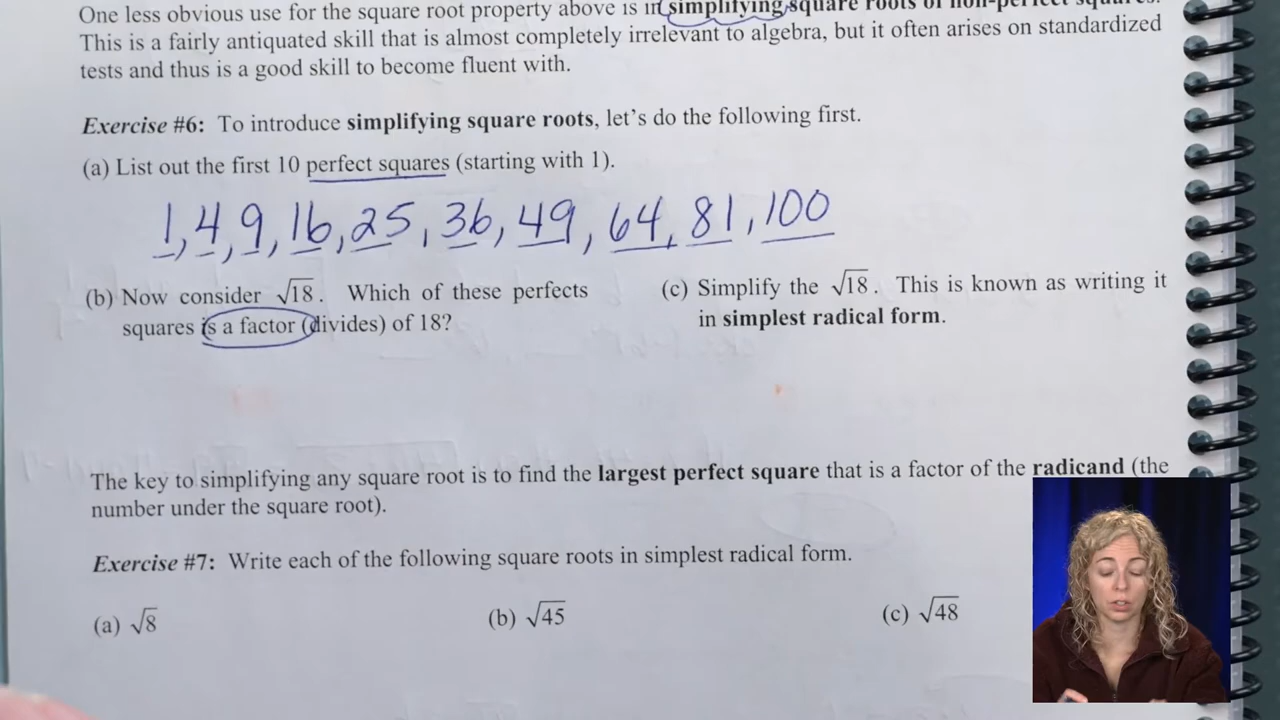 One less obvious use for the square root property above is in simplifying square roots of non-perfect squares.
This is a fairly antiquated skill that is almost completely irrelevant to algebra, but it often arises on standardized
tests and thus is a good skill to become fluent with.
Exercise #6: To introduce simplifying square roots, let's do the following first.
(a) List out the first 10 perfect squares (starting with 1).
1, 4, 9, 16, 25, 36, 49, 64, 81, 100
(b) Now consider √18. Which of these perfects
squares is a factor (divides) of 18?
(c) Simplify the √18. This is known as writing it
in simplest radical form.
The key to simplifying any square root is to find the largest perfect square that is a factor of the radicand (the
number under the square root).
Exercise #7: Write each of the following square roots in simplest radical form.
(a) √8
(b) √45
(c) √48